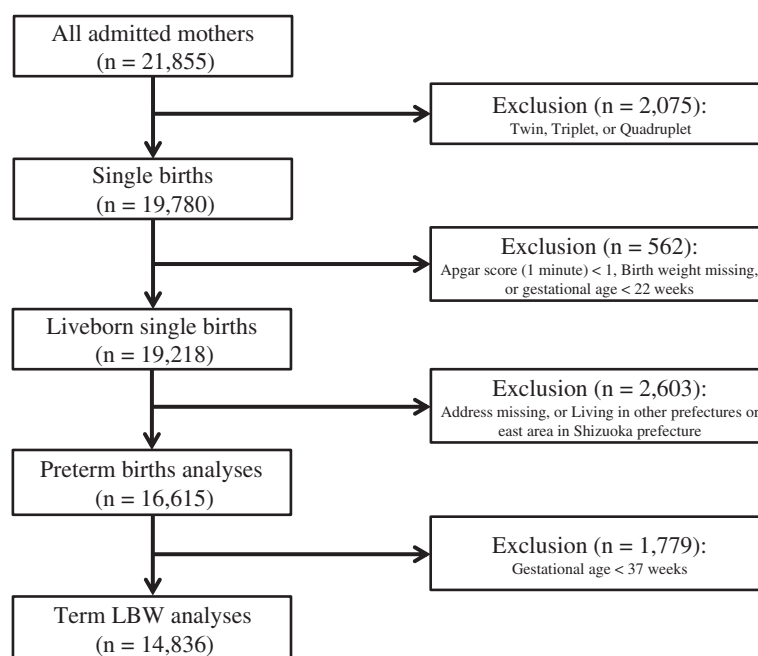 All admitted mothers
(n = 21,855)
Exclusion (n = 2,075):
Twin, Triplet, or Quadruplet
Single births
(n = 19,780)
Exclusion (n = 562):
Apgar score (1 minute) < 1, Birth weight missing,
or gestational age < 22 weeks
Liveborn single births
(n = 19,218)
Exclusion (n = 2,603):
Address missing, or Living in other prefectures or
east area in Shizuoka prefecture
Preterm births analyses
(n = 16,615)
Exclusion (n = 1,779):
Gestational age < 37 weeks
Term LBW analyses
(n = 14,836)